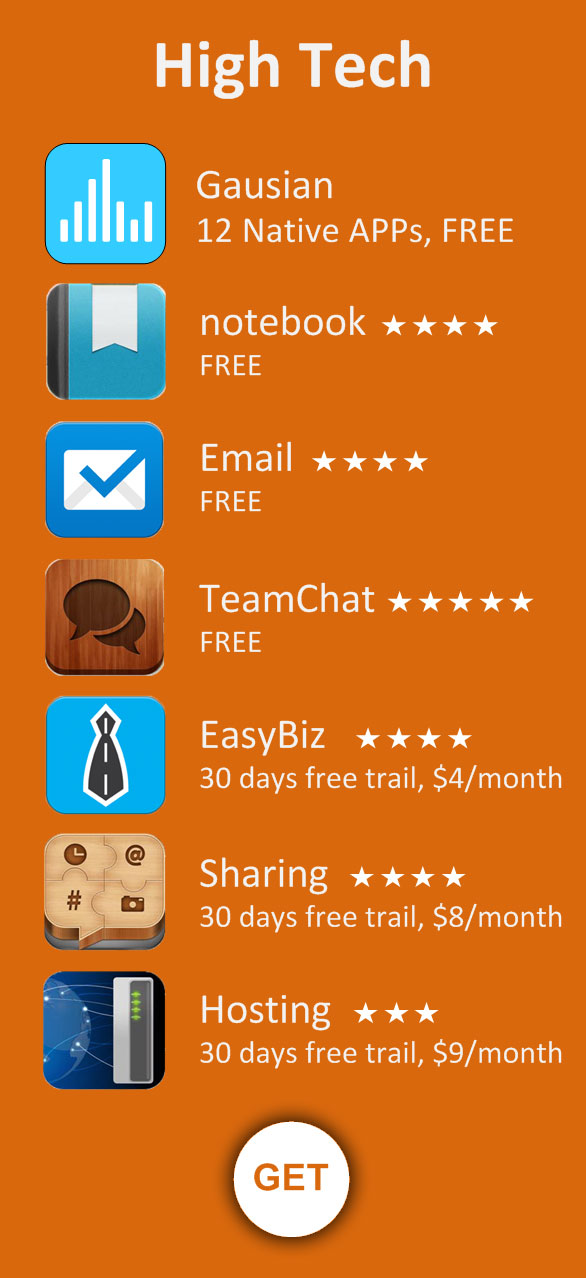 High Tech
Gausian
12 Native APPs, FREE
notebook ★★★★
FREE
Email ★★★★
FREE
TeamChat ★★★★★
FREE
EasyBiz ★★★★
30 days free trail, $4/month
@
#
Sharing ★★★★
30 days free trail, $8/month
Hosting ★★★
30 days free trail, $9/month
GET